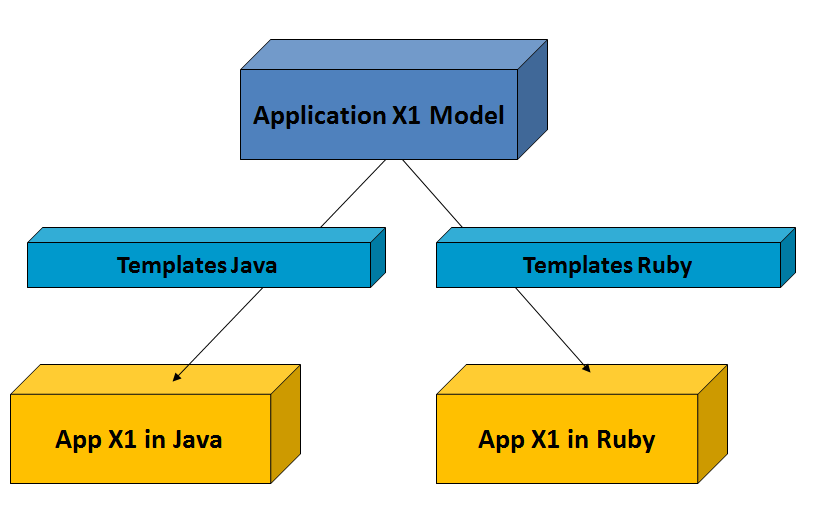 Application X1 Model
Templates Java
Templates Ruby
App X1 in Java
App X1 in Ruby